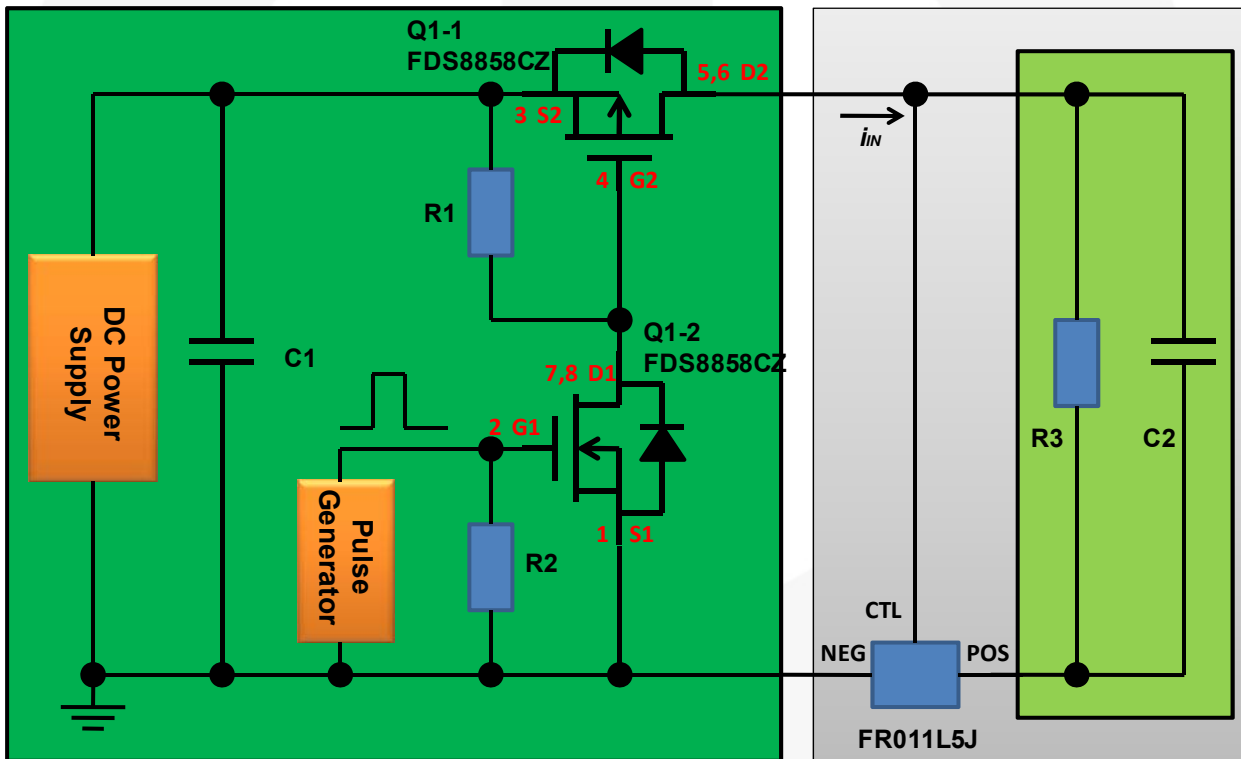 Q1-1
FDS8858CZ
5,6 D2
3 S2
iIN
4 G2
R1
DC Power
Supply
C1
Q1-2
FDS8858CZ
7,8 D1
2 G1
R3
C2
Pulse
Generator
R2
1 S1
CTL
NEG
POS
FR011L5J